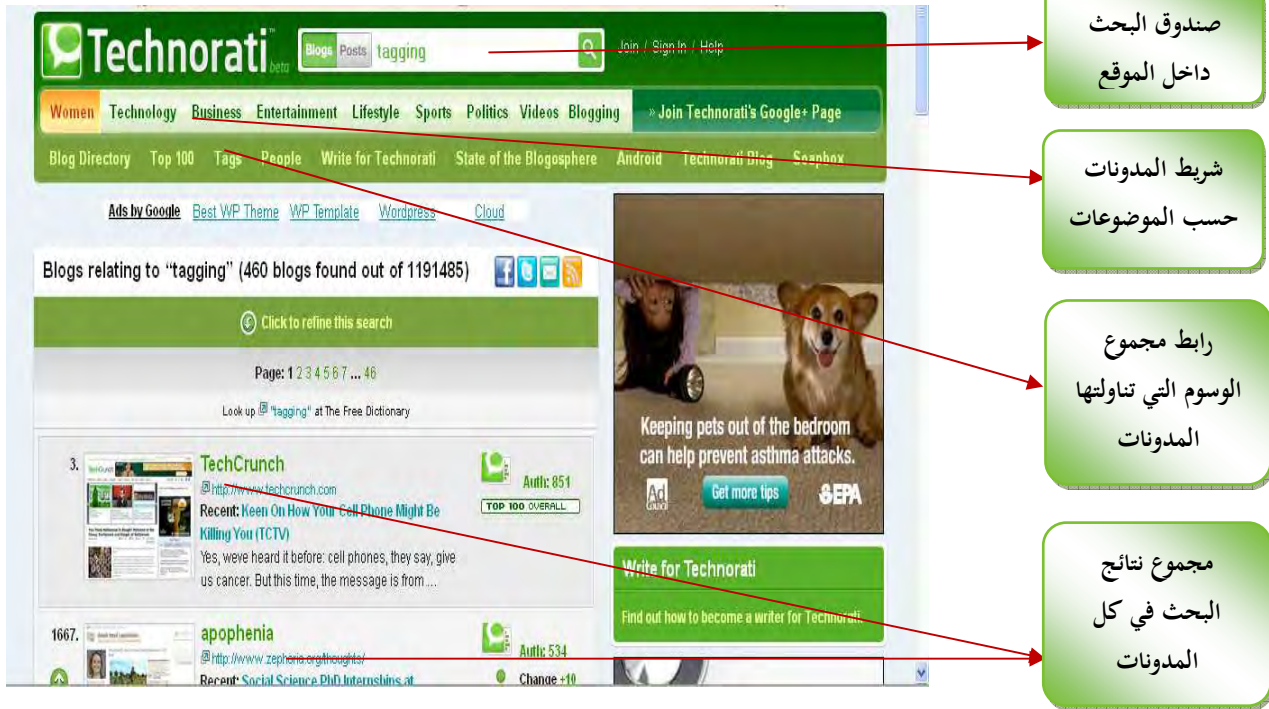 Technorati™ beta
Blogs Posts tagging
Join / Sign In / Help
Women Technology Business Entertainment Lifestyle Sports Politics Videos Blogging » Join Technorati's Google+ Page
Blog Directory Top 100 Tags People Write for Technorati State of the Blogosphere Android Technorati Blog Soapbox
Ads by Google Best WP Theme WP Template Wordpress Cloud
Blogs relating to “tagging” (460 blogs found out of 1191485)
Click to refine this search
Page: 1 2 3 4 5 6 7 ... 46
Look up "tagging" at The Free Dictionary
3.
TechCrunch
http://www.techcrunch.com
Recent: Keen On How Your Cell Phone Might Be
Killing You (TCTV)
Yes, weve heard it before: cell phones, they say, give
us cancer. But this time, the message is from ....
Auth: 851
TOP 100 OVERALL
1667.
apophenia
http://www.zephoria.org/thoughts/
Recent: Social Science PhD Internships at
Auth: 534
Change +10
Keeping pets out of the bedroom
can help prevent asthma attacks.
Ad
Council
Get more tips
EPA
Write for Technorati
Find out how to become a writer for Technorati.
صندوق البحث
داخل الموقع
شريط المدونات
حسب الموضوعات
رابط مجموع
الوسوم التي تناولتها
المدونات
مجموع نتائج
البحث في كل
المدونات